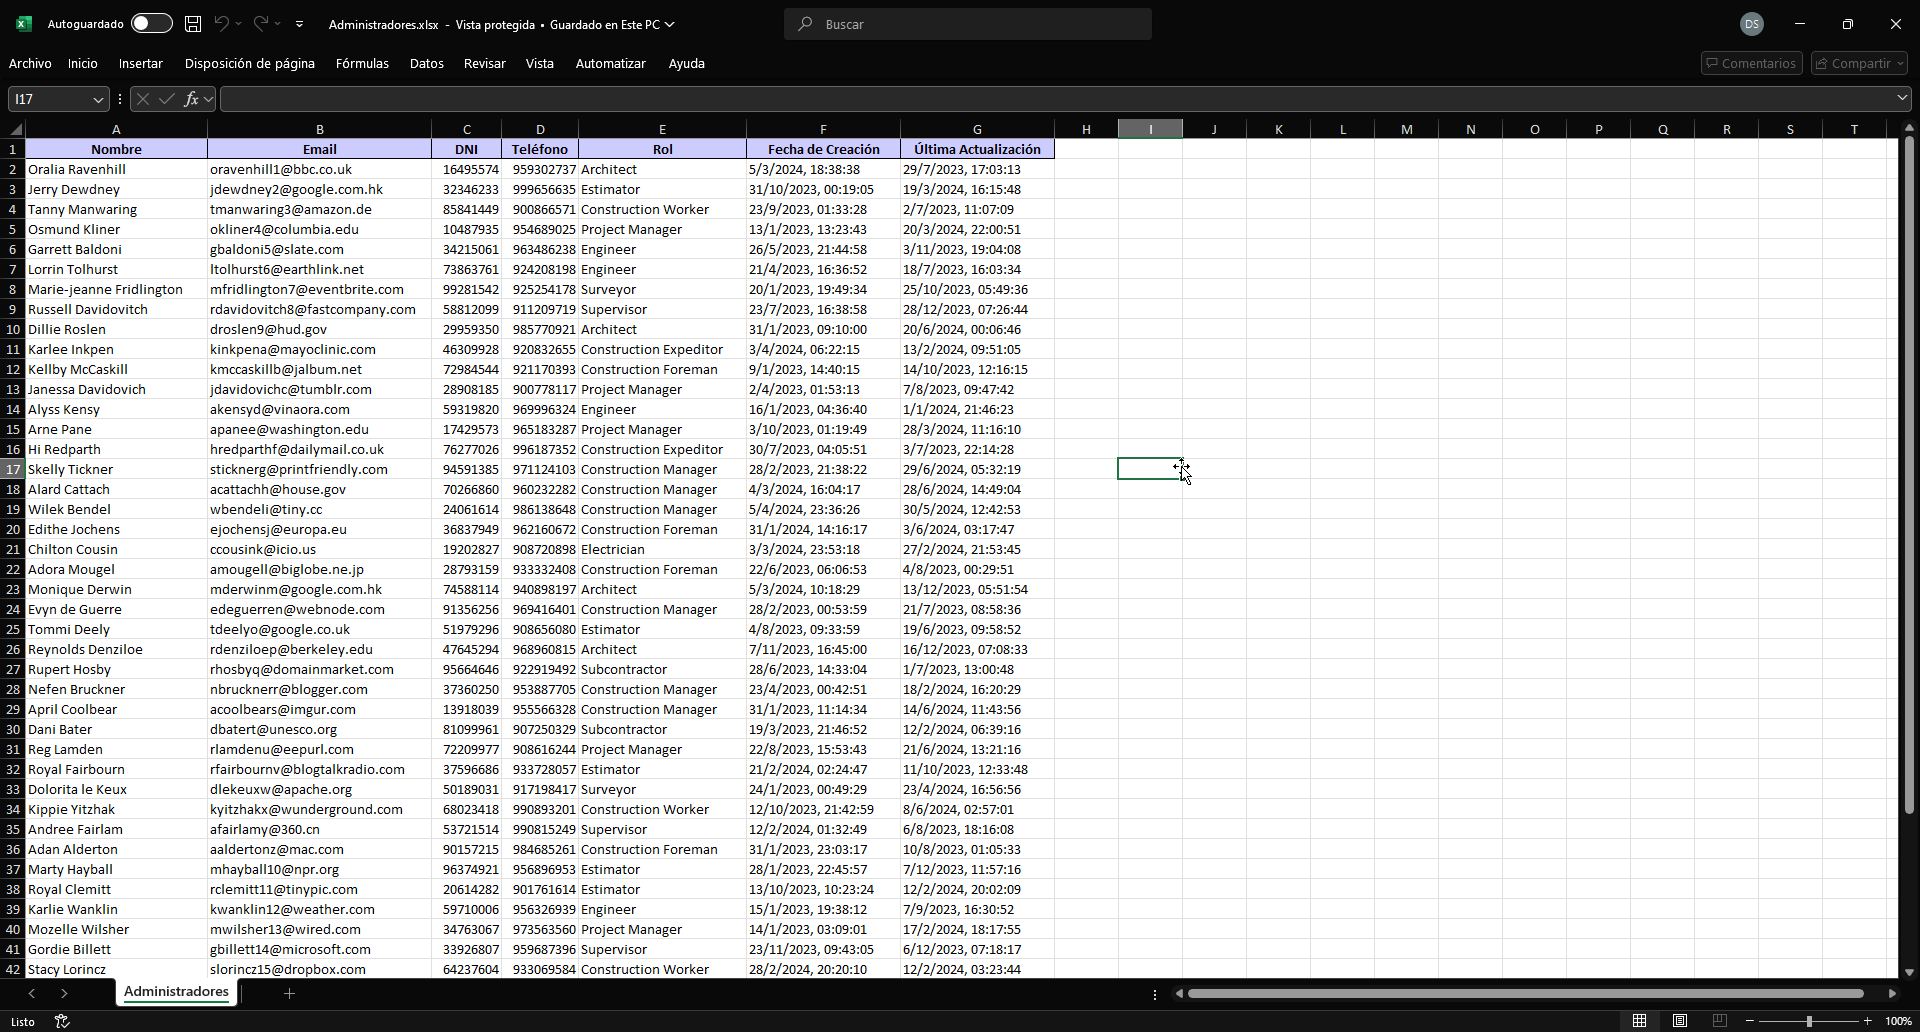 Autoguardado Administradores.xlsx - Vista protegida • Guardado en Este PC Buscar DS
Archivo Inicio Insertar Disposición de página Fórmulas Datos Revisar Vista Automatizar Ayuda Comentarios Compartir
I17 fx
A B C D E F G H I J K L M N O P Q R S T
1 Nombre Email DNI Teléfono Rol Fecha de Creación Última Actualización
2 Oralia Ravenhill oravenhill1@bbc.co.uk 16495574 959302737 Architect 5/3/2024, 18:38:38 29/7/2023, 17:03:13
3 Jerry Dewdney jdewdney2@google.com.hk 32346233 999656635 Estimator 31/10/2023, 00:19:05 19/3/2024, 16:15:48
4 Tanny Manwaring tmanwaring3@amazon.de 85841449 900866571 Construction Worker 23/9/2023, 01:33:28 2/7/2023, 11:07:09
5 Osmund Kliner okliner4@columbia.edu 10487935 954689025 Project Manager 13/1/2023, 13:23:43 20/3/2024, 22:00:51
6 Garrett Baldoni gbaldoni5@slate.com 34215061 963486238 Engineer 26/5/2023, 21:44:58 3/11/2023, 19:04:08
7 Lorrin Tolhurst ltolhurst6@earthlink.net 73863761 924208198 Engineer 21/4/2023, 16:36:52 18/7/2023, 16:03:34
8 Marie-jeanne Fridlington mfridlington7@eventbrite.com 99281542 925254178 Surveyor 20/1/2023, 19:49:34 25/10/2023, 05:49:36
9 Russell Davidovitch rdavidovitch8@fastcompany.com 58812099 911209719 Supervisor 23/7/2023, 16:38:58 28/12/2023, 07:26:44
10 Dillie Roslen droslen9@hud.gov 29959350 985770921 Architect 31/1/2023, 09:10:00 20/6/2024, 00:06:46
11 Karlee Inkpen kinkpena@mayoclinic.com 46309928 920832655 Construction Expeditor 3/4/2024, 06:22:15 13/2/2024, 09:51:05
12 Kellby McCaskill kmccaskillb@jalbum.net 72984544 921170393 Construction Foreman 9/1/2023, 14:40:15 14/10/2023, 12:16:15
13 Janessa Davidovich jdavidovichc@tumblr.com 28908185 900778117 Project Manager 2/4/2023, 01:53:13 7/8/2023, 09:47:42
14 Alyss Kensy akensyd@vinaora.com 59319820 969996324 Engineer 16/1/2023, 04:36:40 1/1/2024, 21:46:23
15 Arne Pane apanee@washington.edu 17429573 965183287 Project Manager 3/10/2023, 01:19:49 28/3/2024, 11:16:10
16 Hi Redparth hredparthf@dailymail.co.uk 76277026 996187352 Construction Expeditor 30/7/2023, 04:05:51 3/7/2023, 22:14:28
17 Skelly Tickner sticknerg@printfriendly.com 94591385 971124103 Construction Manager 28/2/2023, 21:38:22 29/6/2024, 05:32:19
18 Alard Cattach acattachh@house.gov 70266860 960232282 Construction Manager 4/3/2024, 16:04:17 28/6/2024, 14:49:04
19 Wilek Bendel wbendeli@tiny.cc 24061614 986138648 Construction Manager 5/4/2024, 23:36:26 30/5/2024, 12:42:53
20 Edithe Jochens ejochensj@europa.eu 36837949 962160672 Construction Foreman 31/1/2024, 14:16:17 3/6/2024, 03:17:47
21 Chilton Cousin ccousink@icio.us 19202827 908720898 Electrician 3/3/2024, 23:53:18 27/2/2024, 21:53:45
22 Adora Mougel amougell@biglobe.ne.jp 28793159 933332408 Construction Foreman 22/6/2023, 06:06:53 4/8/2023, 00:29:51
23 Monique Derwin mderwinm@google.com.hk 74588114 940898197 Architect 5/3/2024, 10:18:29 13/12/2023, 05:51:54
24 Evyn de Guerre edeguerren@webnode.com 91356256 969416401 Construction Manager 28/2/2023, 00:53:59 21/7/2023, 08:58:36
25 Tommi Deely tdeelyo@google.co.uk 51979296 908656080 Estimator 4/8/2023, 09:33:59 19/6/2023, 09:58:52
26 Reynolds Denziloe rdenziloep@berkeley.edu 47645294 968960815 Architect 7/11/2023, 16:45:00 16/12/2023, 07:08:33
27 Rupert Hosby rhosbyq@domainmarket.com 95664646 922919492 Subcontractor 28/6/2023, 14:33:04 1/7/2023, 13:00:48
28 Nefen Bruckner nbrucknerr@blogger.com 37360250 953887705 Construction Manager 23/4/2023, 00:42:51 18/2/2024, 16:20:29
29 April Coolbear acoolbears@imgur.com 13918039 955566328 Construction Manager 31/1/2023, 11:14:34 14/6/2023, 11:43:56
30 Dani Bater dbatert@unesco.org 81099961 907250329 Subcontractor 19/3/2023, 21:46:52 12/2/2024, 06:39:16
31 Reg Lamden rlamdenu@eepurl.com 72209977 908616244 Project Manager 22/8/2023, 15:53:43 21/6/2024, 13:21:16
32 Royal Fairbourn rfairbournv@blogtalkradio.com 37596686 933728057 Estimator 21/2/2024, 02:24:47 11/10/2023, 12:33:48
33 Dolorita le Keux dlekeuxw@apache.org 50189031 917198417 Surveyor 24/1/2023, 00:49:29 23/4/2024, 16:56:56
34 Kippie Yitzhak kyitzhakx@wunderground.com 68023418 990893201 Construction Worker 12/10/2023, 21:42:59 8/6/2024, 02:57:01
35 Andree Fairlam afairlamy@360.cn 53721514 990815249 Supervisor 12/2/2024, 01:32:49 6/8/2023, 18:16:08
36 Adan Alderton aaldertonz@mac.com 90157215 984685261 Construction Foreman 31/1/2024, 23:03:17 10/8/2023, 01:05:33
37 Marty Hayball mhayball10@npr.org 96374921 956896953 Estimator 28/1/2023, 22:45:57 7/12/2023, 11:57:16
38 Royal Clemitt rclemitt11@tinypic.com 20614282 901761614 Estimator 13/10/2023, 10:23:24 12/2/2024, 20:02:09
39 Karlie Wanklin kwanklin12@weather.com 59710006 956326939 Engineer 15/1/2023, 19:38:12 7/9/2023, 16:30:52
40 Mozelle Wilsher mwilsher13@wired.com 34763067 973563560 Project Manager 14/1/2023, 03:09:01 17/2/2024, 18:17:55
41 Gordie Billett gbillett14@microsoft.com 33926807 959687396 Supervisor 23/11/2023, 09:43:05 6/12/2023, 07:18:17
42 Stacy Lorincz slorincz15@dropbox.com 64237604 933069584 Construction Worker 28/2/2024, 20:20:10 12/2/2024, 03:23:44
Administradores
Listo 100%